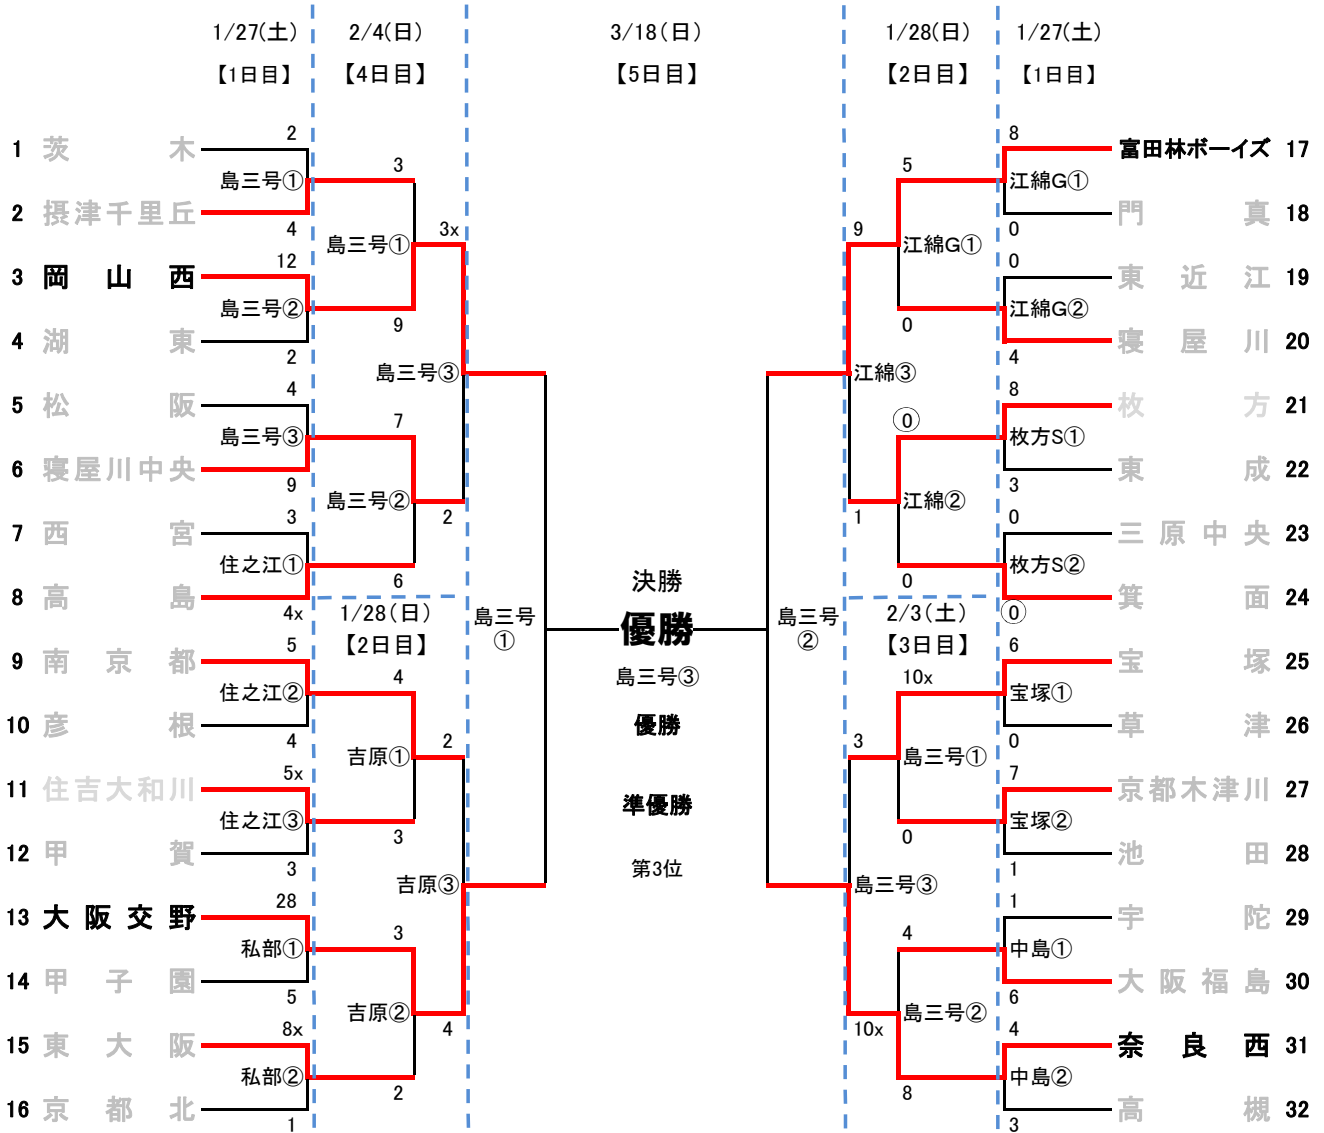 1/27(土) 2/4(日) 3/18(日) 1/28(日) 1/27(土)
【1日目】 【4日目】 【5日目】 【2日目】 【1日目】
2 8
1 茨木 3 5 富田林ボーイズ 17
島三号① 江綿G①
2 摂津千里丘 門真 18
4 3x 9 0
島三号① 江綿G①
12 0
3 岡山西 東近江 19
島三号② 江綿G②
4 湖東 9 0 寝屋川 20
2 4
島三号③ 江綿③
4 8
5 松阪 7 ⓪ 枚方 21
島三号③ 枚方S①
6 寝屋川中央 東成 22
9 3
島三号② 江綿②
3 2 1 0
7 西宮 三原中央 23
住之江① 枚方S②
8 高島 6 決勝 0 箕面 24
4x 1/28(日) 島三号① 優勝 島三号② 2/3(土) ⓪
5 【2日目】 【3日目】 6
9 南京都 4 島三号③ 10x 宝塚 25
住之江② 宝塚①
10 彦根 優勝 草津 26
4 2 3 0
吉原① 島三号①
5x 7
11 住吉大和川 準優勝 京都木津川 27
住之江③ 宝塚②
12 甲賀 3 0 池田 28
3 第3位 1
吉原③ 島三号③
28 1
13 大阪交野 3 4 宇陀 29
私部① 中島①
14 甲子園 大阪福島 30
5 6
吉原② 島三号②
8x 4 10x 4
15 東大阪 奈良西 31
私部② 中島②
16 京都北 2 8 高槻 32
1 3